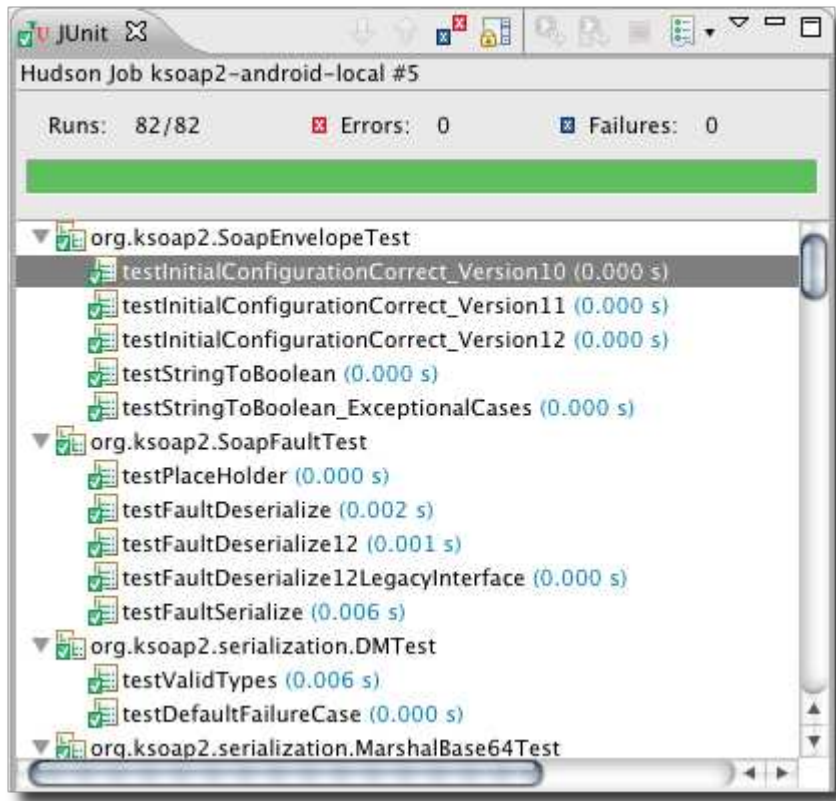 JUnit
Hudson Job ksoap2-android-local #5
Runs: 82/82 Errors: 0 Failures: 0
org.ksoap2.SoapEnvelopeTest
testInitialConfigurationCorrect_Version10 (0.000 s)
testInitialConfigurationCorrect_Version11 (0.000 s)
testInitialConfigurationCorrect_Version12 (0.000 s)
testStringToBoolean (0.000 s)
testStringToBoolean_ExceptionalCases (0.000 s)
org.ksoap2.SoapFaultTest
testPlaceHolder (0.000 s)
testFaultDeserialize (0.002 s)
testFaultDeserialize12 (0.001 s)
testFaultDeserialize12LegacyInterface (0.000 s)
testFaultSerialize (0.006 s)
org.ksoap2.serialization.DMTest
testValidTypes (0.006 s)
testDefaultFailureCase (0.000 s)
org.ksoap2.serialization.MarshalBase64Test